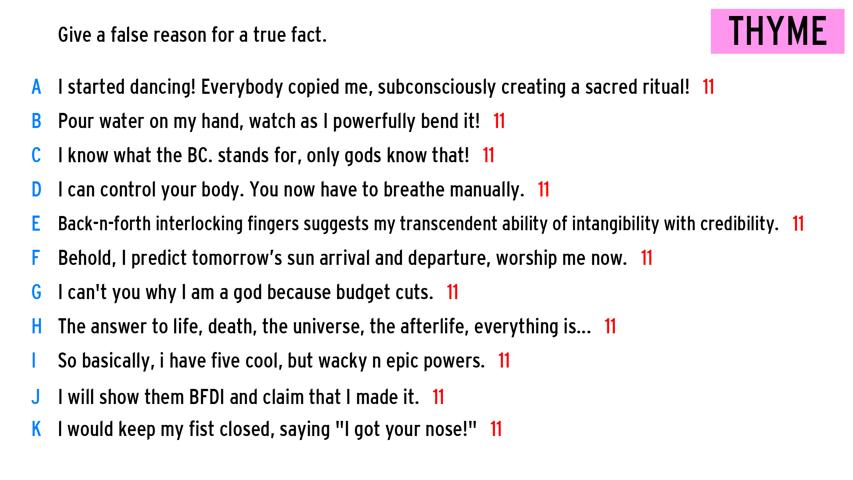 Give a false reason for a true fact.
THYME
A I started dancing! Everybody copied me, subconsciously creating a sacred ritual! 11
B Pour water on my hand, watch as I powerfully bend it! 11
C I know what the BC. stands for, only gods know that! 11
D I can control your body. You now have to breathe manually. 11
E Back-n-forth interlocking fingers suggests my transcendent ability of intangibility with credibility. 11
F Behold, I predict tomorrow's sun arrival and departure, worship me now. 11
G I can't you why I am a god because budget cuts. 11
H The answer to life, death, the universe, the afterlife, everything is... 11
I So basically, i have five cool, but wacky n epic powers. 11
J I will show them BFDI and claim that I made it. 11
K I would keep my fist closed, saying "I got your nose!" 11